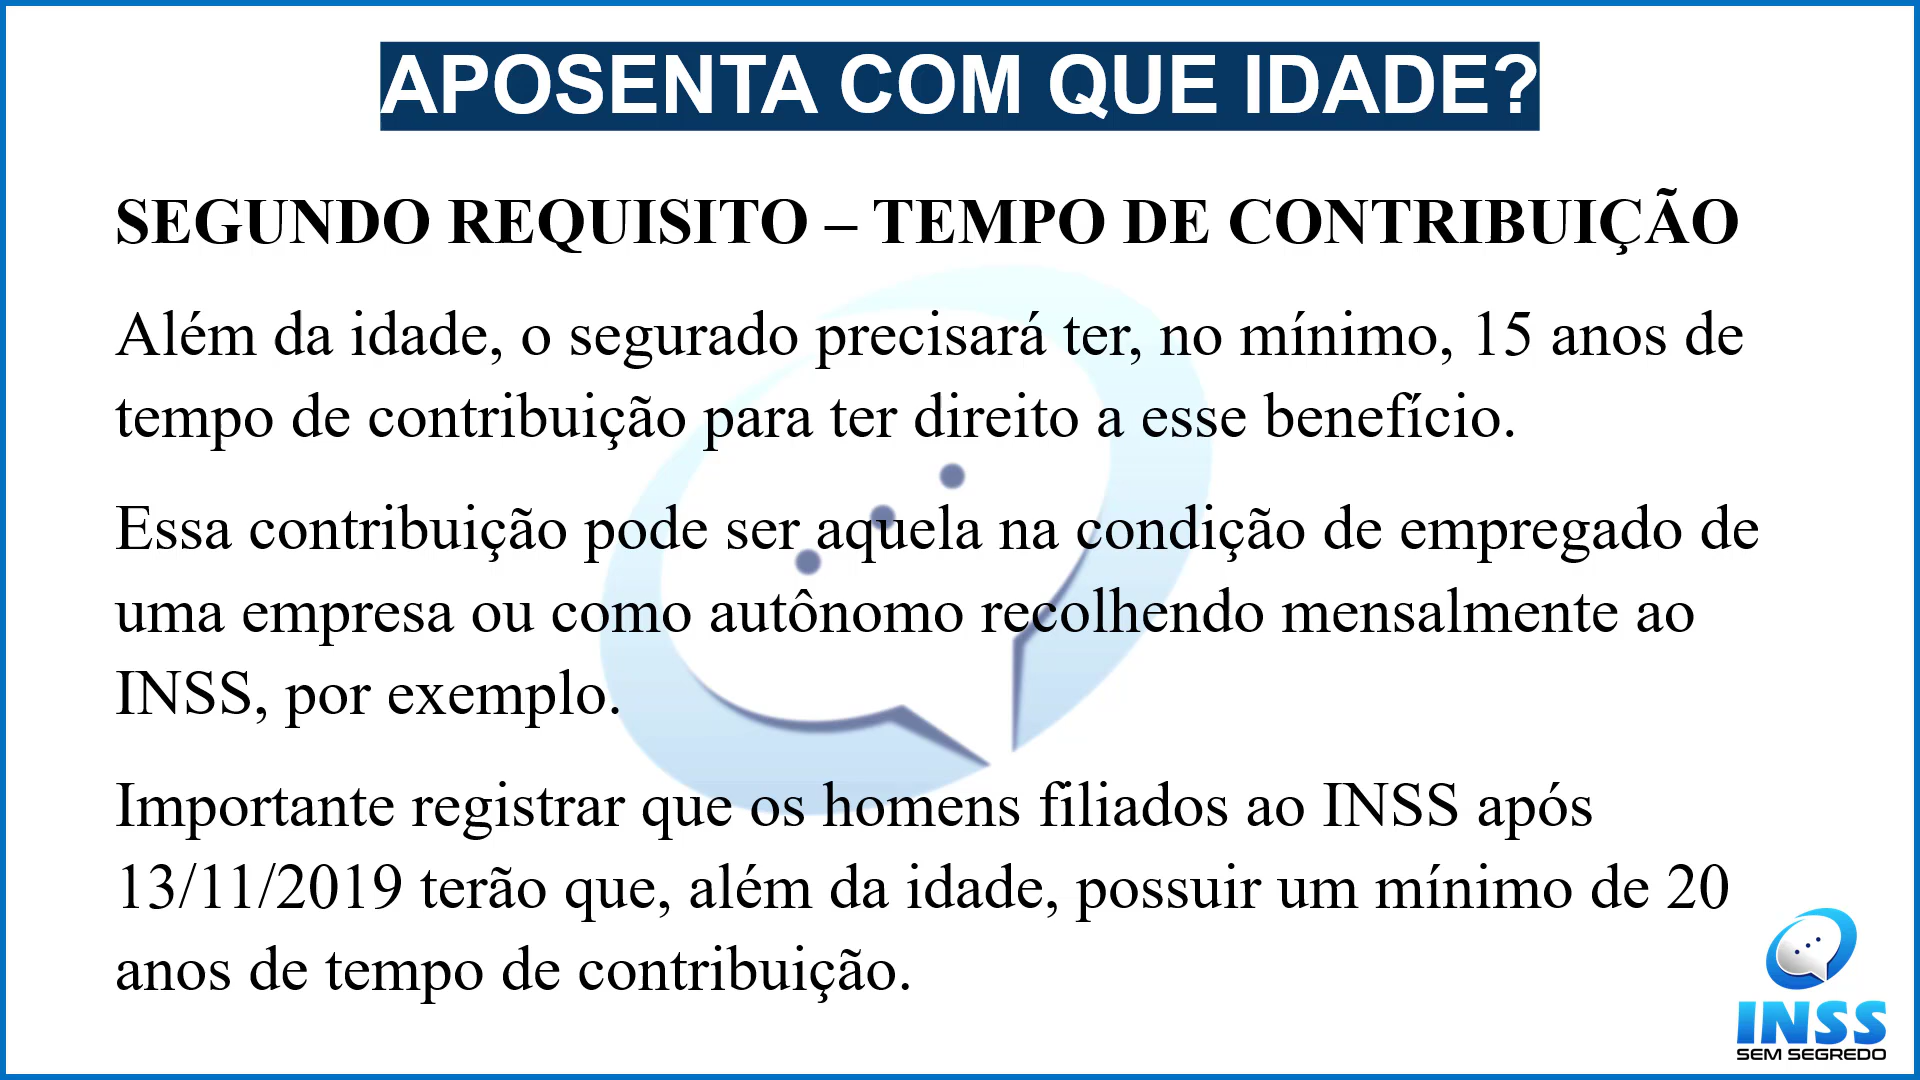 APOSENTA COM QUE IDADE?
SEGUNDO REQUISITO – TEMPO DE CONTRIBUIÇÃO
Além da idade, o segurado precisará ter, no mínimo, 15 anos de
tempo de contribuição para ter direito a esse benefício.
Essa contribuição pode ser aquela na condição de empregado de
uma empresa ou como autônomo recolhendo mensalmente ao
INSS, por exemplo.
Importante registrar que os homens filiados ao INSS após
13/11/2019 terão que, além da idade, possuir um mínimo de 20
anos de tempo de contribuição.
INSS
SEM SEGREDO